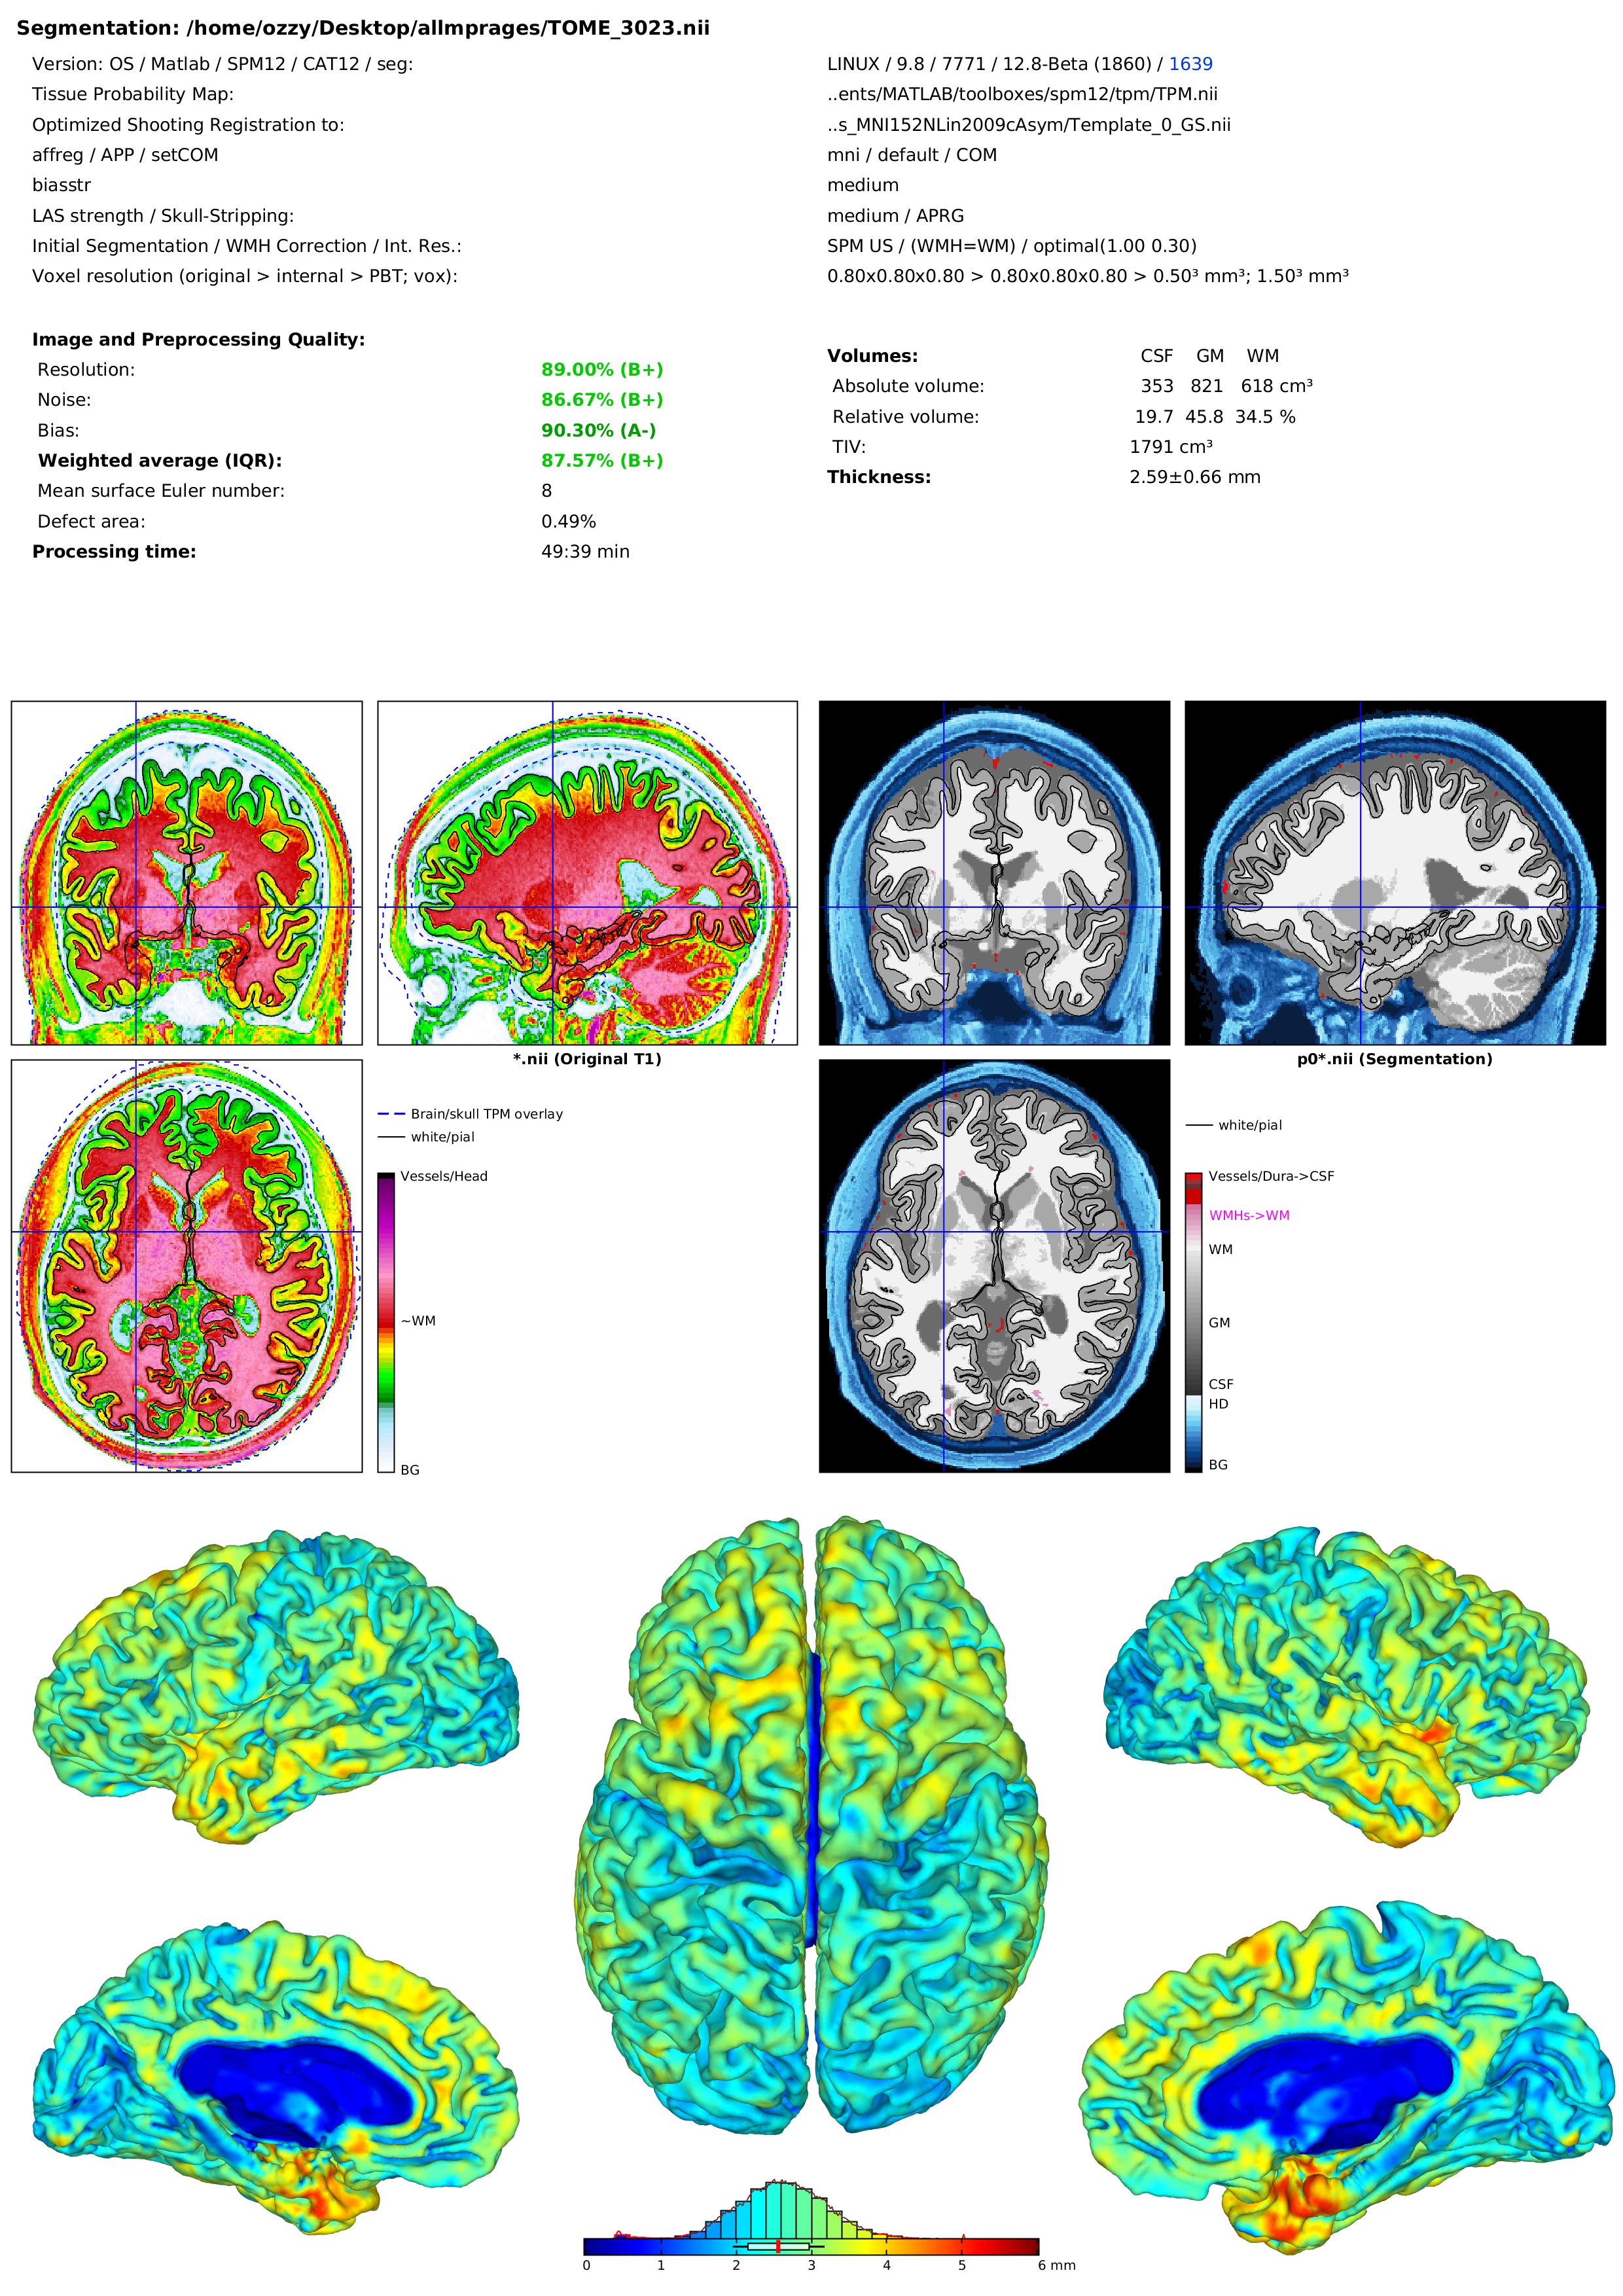 Segmentation: /home/ozzy/Desktop/allmprages/TOME_3023.nii
Version: OS / Matlab / SPM12 / CAT12 / seg: LINUX / 9.8 / 7771 / 12.8-Beta (1860) / 1639
Tissue Probability Map: ..ents/MATLAB/toolboxes/spm12/tpm/TPM.nii
Optimized Shooting Registration to: ..s_MNI152NLin2009cAsym/Template_0_GS.nii
affreg / APP / setCOM mni / default / COM
biasstr medium
LAS strength / Skull-Stripping: medium / APRG
Initial Segmentation / WMH Correction / Int. Res.: SPM US / (WMH=WM) / optimal(1.00 0.30)
Voxel resolution (original > internal > PBT; vox): 0.80x0.80x0.80 > 0.80x0.80x0.80 > 0.50³ mm³; 1.50³ mm³
Image and Preprocessing Quality:
Resolution: 89.00% (B+)
Noise: 86.67% (B+)
Bias: 90.30% (A-)
Weighted average (IQR): 87.57% (B+)
Mean surface Euler number: 8
Defect area: 0.49%
Processing time: 49:39 min
Volumes: CSF GM WM
Absolute volume: 353 821 618 cm³
Relative volume: 19.7 45.8 34.5 %
TIV: 1791 cm³
Thickness: 2.59±0.66 mm
*.nii (Original T1)
Brain/skull TPM overlay
white/pial
Vessels/Head
~WM
BG
p0*.nii (Segmentation)
white/pial
Vessels/Dura->CSF
WMHs->WM
WM
GM
CSF
HD
BG
0 1 2 3 4 5 6 mm